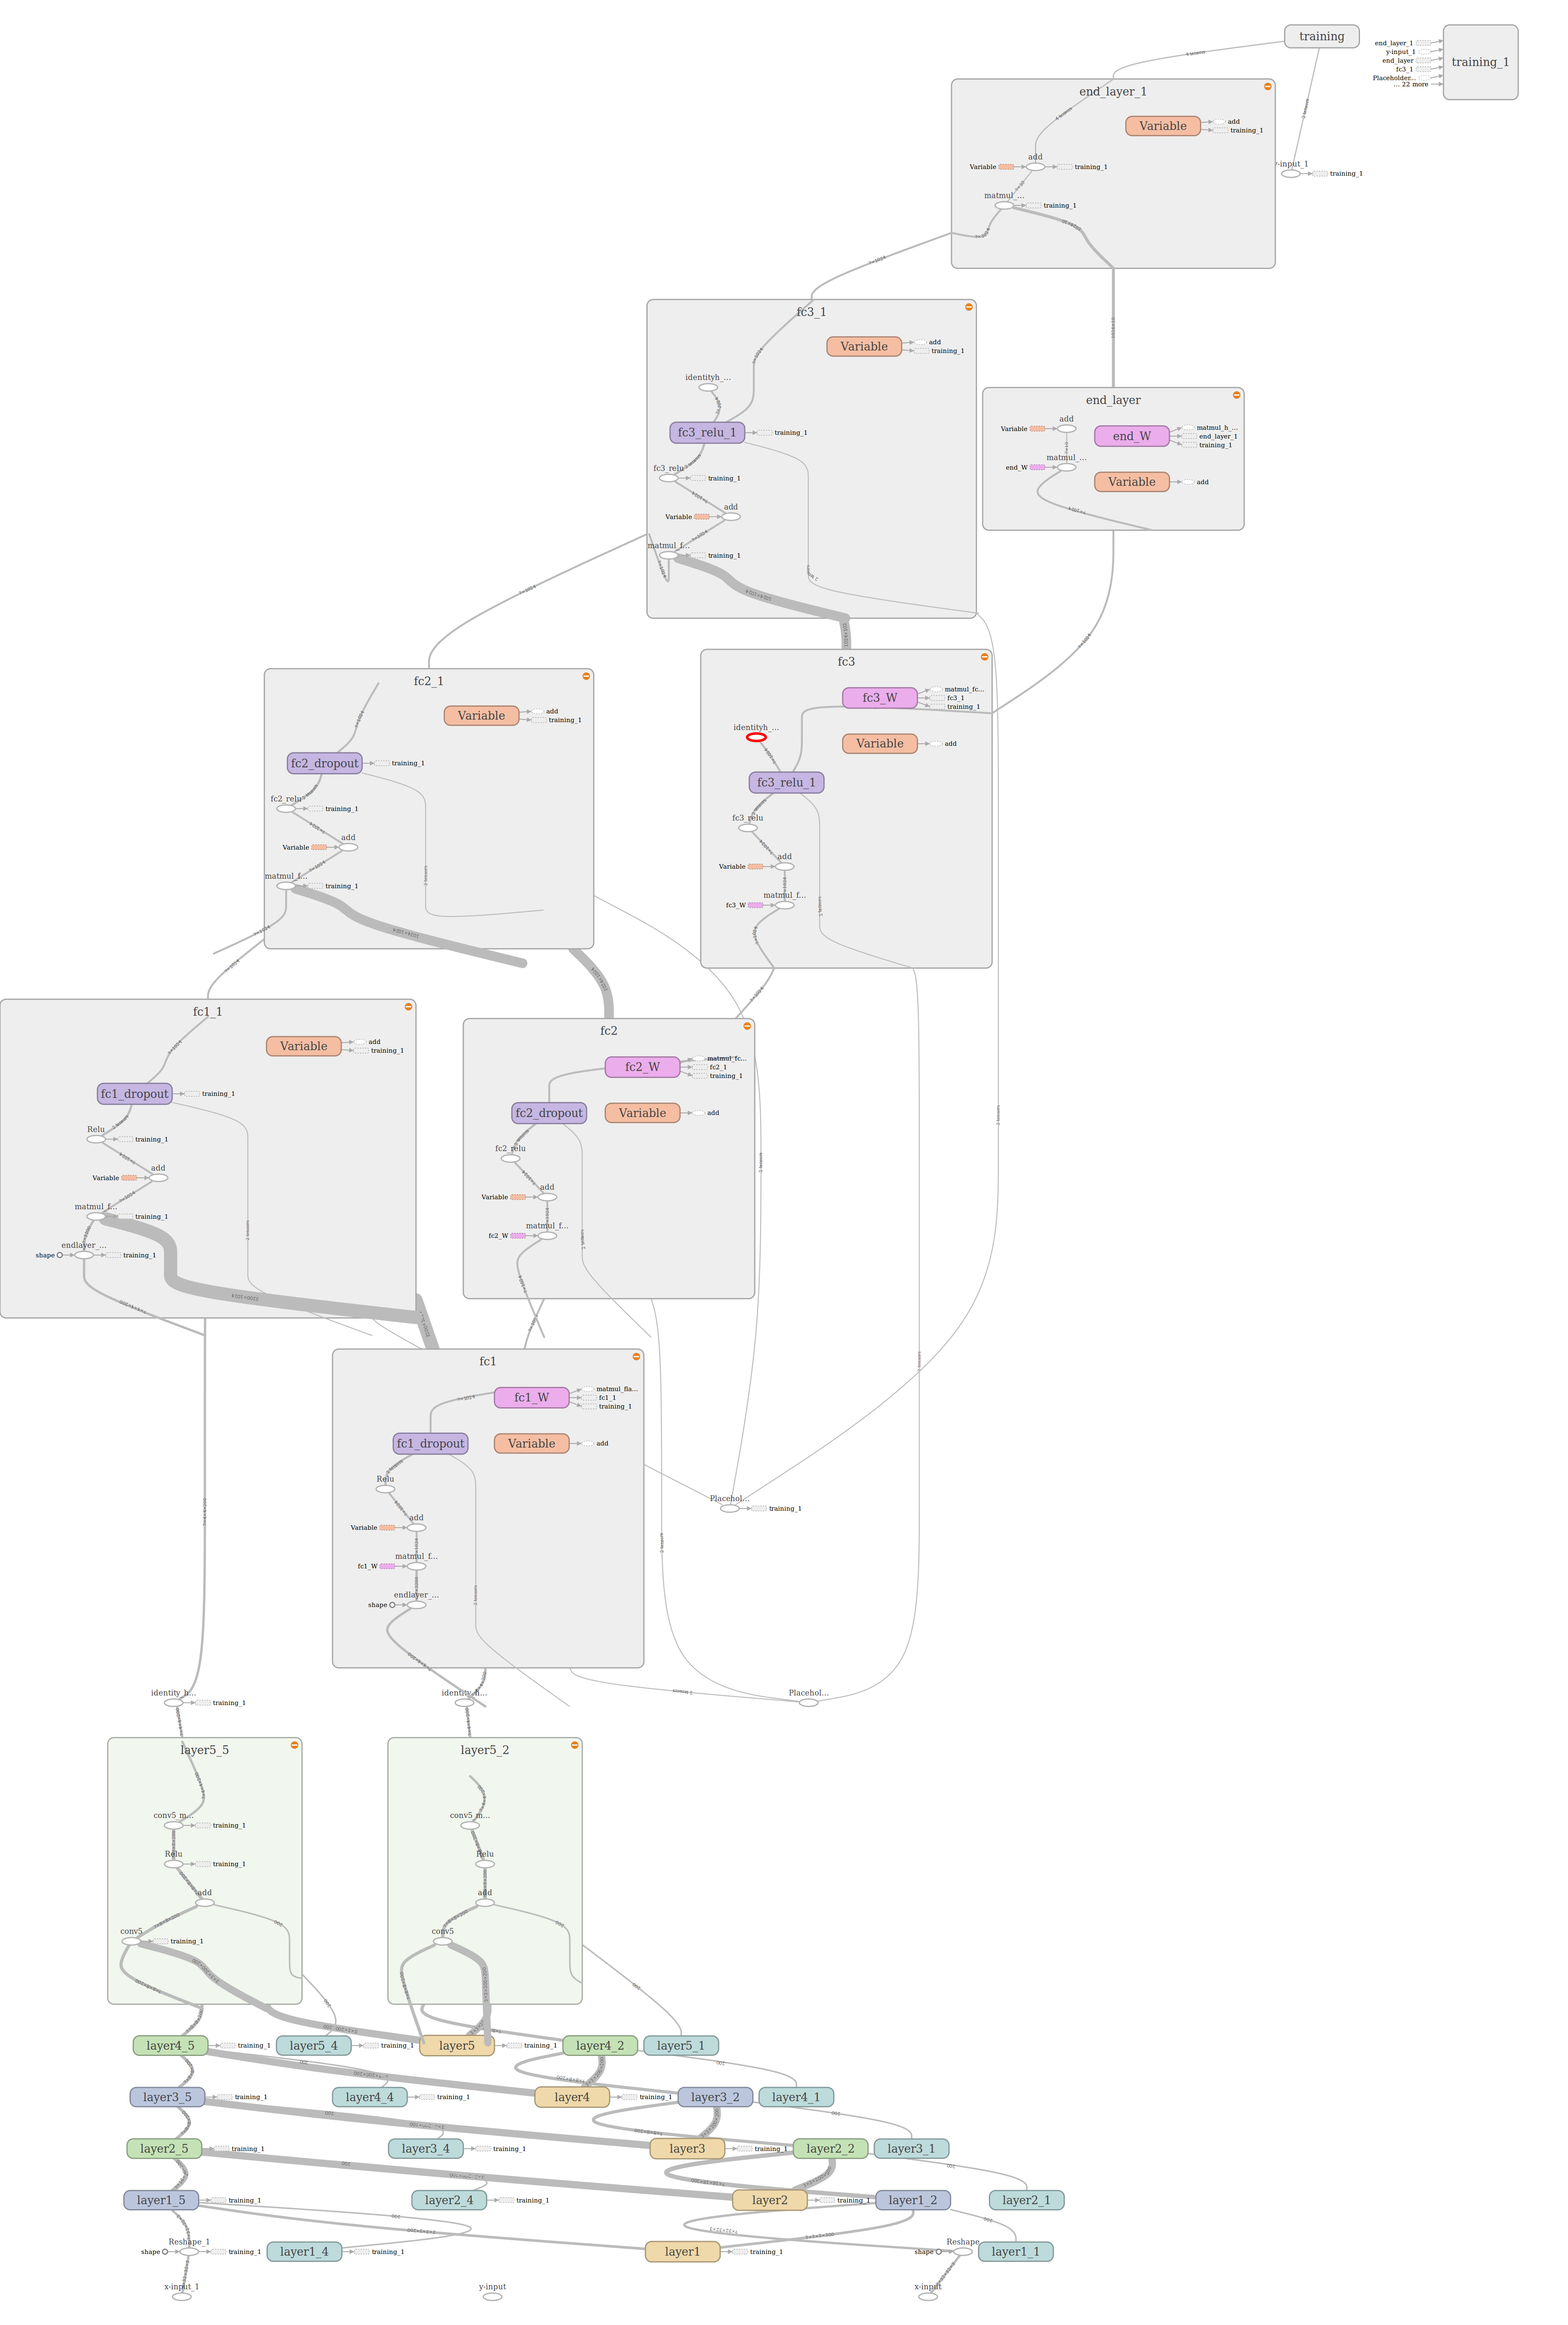 training
training_1
end_layer_1
y-input_1
end_layer
fc3_1
Placeholder...
... 22 more
4 tensors
2 tensors
end_layer_1
Variable
add
training_1
4 tensors
add
Variable
training_1
matmul_...
training_1
-input_1
training_1
fc3_1
Variable
add
training_1
identityh_...
fc3_relu_1
training_1
fc3_relu
training_1
add
Variable
matmul_f...
training_1
end_layer
add
Variable
end_W
matmul_h_...
end_layer_1
training_1
matmul_...
end_W
Variable
add
fc2_1
Variable
add
training_1
fc2_dropout
training_1
fc2_relu
training_1
add
Variable
matmul_f...
training_1
fc3
fc3_W
matmul_fc...
fc3_1
training_1
identityh_...
Variable
add
fc3_relu_1
fc3_relu
add
Variable
matmul_f...
fc3_W
fc1_1
Variable
add
training_1
fc1_dropout
training_1
Relu
training_1
add
Variable
matmul_f...
training_1
endlayer_...
shape
training_1
fc2
fc2_W
matmul_fc...
fc2_1
training_1
fc2_dropout
Variable
add
fc2_relu
add
Variable
matmul_f...
fc2_W
fc1
fc1_W
matmul_fla...
fc1_1
training_1
fc1_dropout
Variable
add
Relu
add
Variable
matmul_f...
fc1_W
endlayer_...
shape
Placehol...
training_1
identity_h...
training_1
identity_h...
Placehol...
layer5_5
conv5_m...
training_1
Relu
training_1
add
conv5
training_1
layer5_2
conv5_m...
Relu
add
conv5
layer4_5
training_1
layer5_4
training_1
layer5
training_1
layer4_2
layer5_1
layer3_5
training_1
layer4_4
training_1
layer4
training_1
layer3_2
layer4_1
layer2_5
training_1
layer3_4
training_1
layer3
training_1
layer2_2
layer3_1
layer1_5
training_1
layer2_4
training_1
layer2
training_1
layer1_2
layer2_1
Reshape_1
shape
training_1
layer1_4
training_1
layer1
training_1
Reshape
shape
layer1_1
x-input_1
y-input
x-input